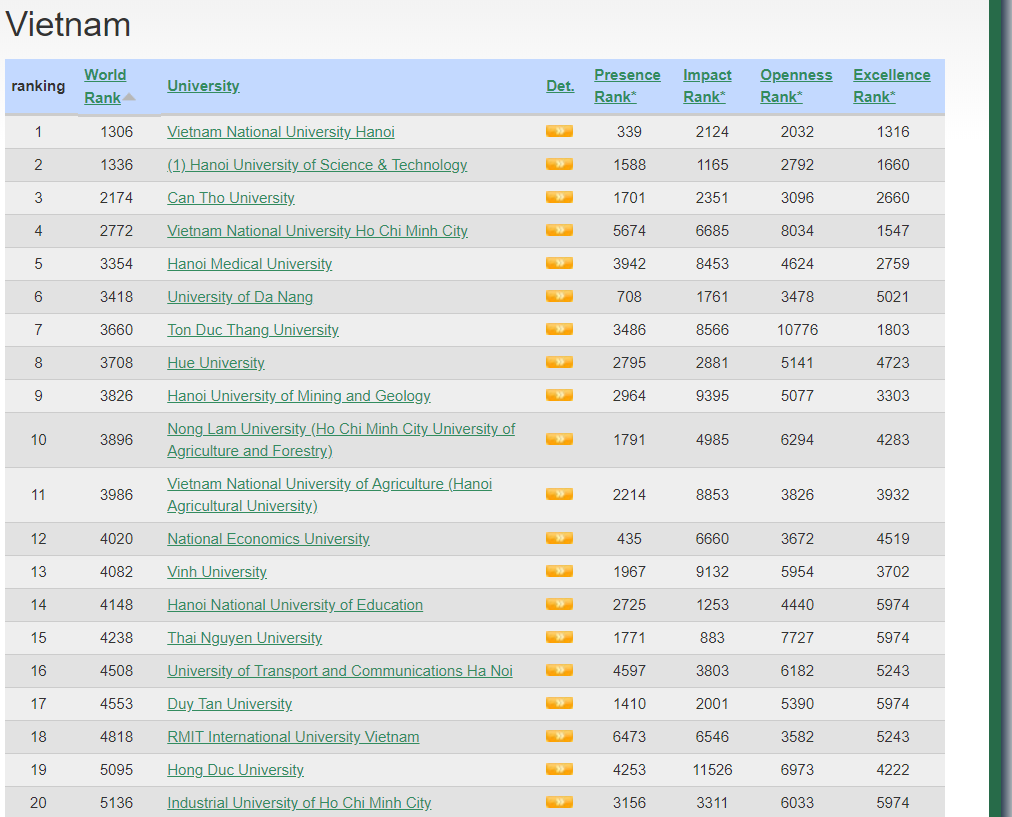 Vietnam
ranking World Rank University Det. Presence Rank* Impact Rank* Openness Rank* Excellence Rank*
1 1306 Vietnam National University Hanoi 339 2124 2032 1316
2 1336 (1) Hanoi University of Science & Technology 1588 1165 2792 1660
3 2174 Can Tho University 1701 2351 3096 2660
4 2772 Vietnam National University Ho Chi Minh City 5674 6685 8034 1547
5 3354 Hanoi Medical University 3942 8453 4624 2759
6 3418 University of Da Nang 708 1761 3478 5021
7 3660 Ton Duc Thang University 3486 8566 10776 1803
8 3708 Hue University 2795 2881 5141 4723
9 3826 Hanoi University of Mining and Geology 2964 9395 5077 3303
10 3896 Nong Lam University (Ho Chi Minh City University of Agriculture and Forestry) 1791 4985 6294 4283
11 3986 Vietnam National University of Agriculture (Hanoi Agricultural University) 2214 8853 3826 3932
12 4020 National Economics University 435 6660 3672 4519
13 4082 Vinh University 1967 9132 5954 3702
14 4148 Hanoi National University of Education 2725 1253 4440 5974
15 4238 Thai Nguyen University 1771 883 7727 5974
16 4508 University of Transport and Communications Ha Noi 4597 3803 6182 5243
17 4553 Duy Tan University 1410 2001 5390 5974
18 4818 RMIT International University Vietnam 6473 6546 3582 5243
19 5095 Hong Duc University 4253 11526 6973 4222
20 5136 Industrial University of Ho Chi Minh City 3156 3311 6033 5974